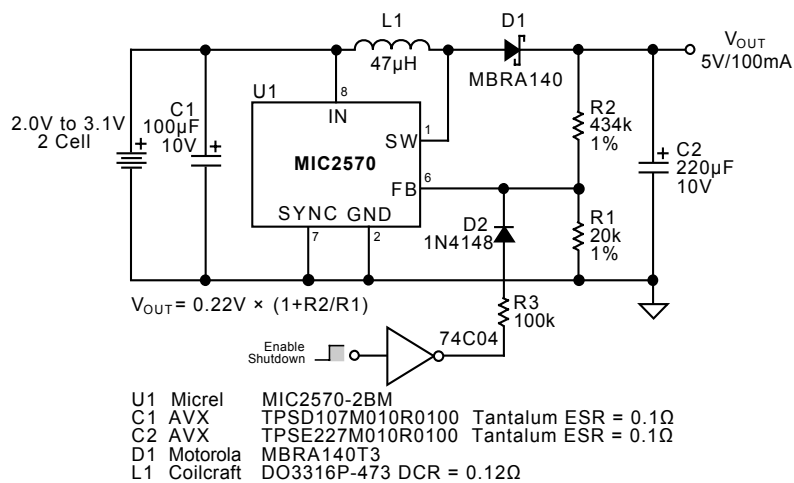 L1
47µH
D1
MBRA140
VOUT
5V/100mA
U1
8
IN
C1
100µF
10V
+
2.0V to 3.1V
2 Cell
+
SW
1
MIC2570
FB
6
SYNC
GND
7
2
R2
434k
1%
C2
220µF
10V
+
D2
1N4148
R1
20k
1%
VOUT = 0.22V × (1+R2/R1)
R3
100k
74C04
Enable
Shutdown
U1 Micrel MIC2570-2BM
C1 AVX TPSD107M010R0100 Tantalum ESR = 0.1Ω
C2 AVX TPSE227M010R0100 Tantalum ESR = 0.1Ω
D1 Motorola MBRA140T3
L1 Coilcraft DO3316P-473 DCR = 0.12Ω